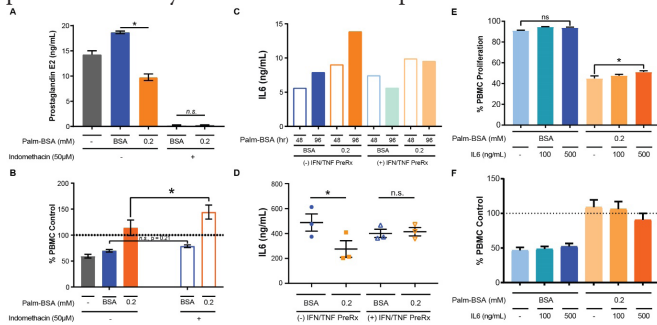 A
Prostaglandin E2 (ng/mL)
20
15
10
5
0
*
n.s.
Palm-BSA (mM)
- BSA 0.2 BSA 0.2
Indomethacin (50µM)
- +
B
% PBMC Control
200
150
100
50
0
*
Palm-BSA (mM)
- BSA 0.2 BSA 0.2
Indomethacin (50µM)
- +
C
IL6 (ng/mL)
15
10
5
0
Palm-BSA (hr)
48 96 48 96 48 96 48 96
BSA 0.2 BSA 0.2
(-) IFN/TNF PreRx (+) IFN/TNF PreRx
D
IL6 (ng/mL)
800
600
400
200
0
* n.s.
BSA 0.2 BSA 0.2
(-) IFN/TNF PreRx (+) IFN/TNF PreRx
E
% PBMC Proliferation
100
80
60
40
20
0
ns
*
Palm-BSA (mM)
BSA 0.2
IL6 (ng/mL)
- 100 500 - 100 500
F
% PBMC Control
150
100
50
0
Palm-BSA (mM)
BSA 0.2
IL6 (ng/mL)
- 100 500 - 100 500